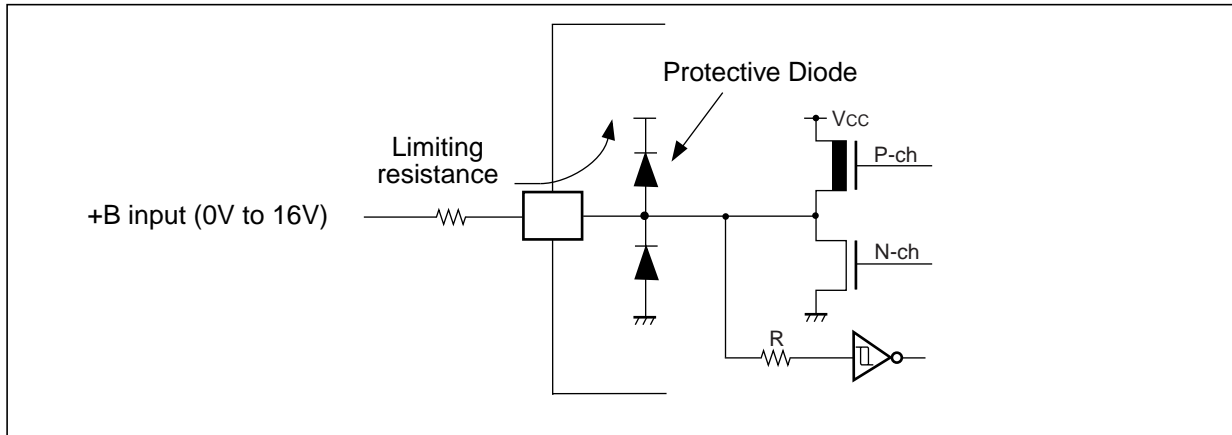 Protective Diode
VCC
Limiting
resistance
P-ch
+B input (0V to 16V)
N-ch
R